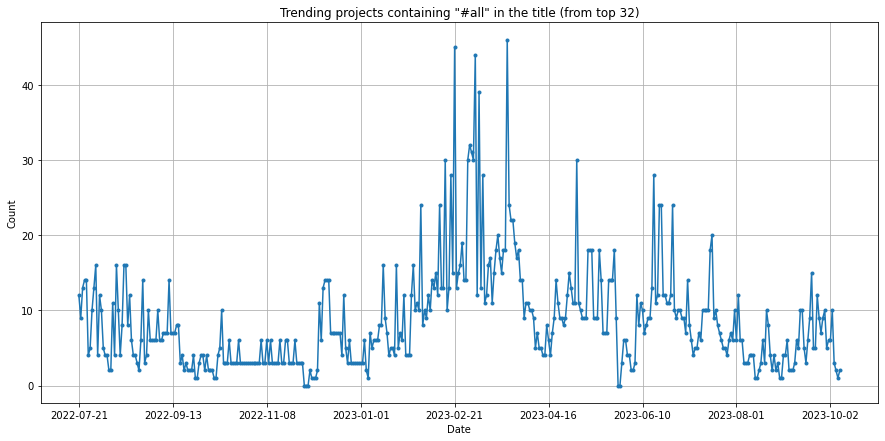 Trending projects containing "#all" in the title (from top 32)
Count
40
30
20
10
0
2022-07-21 2022-09-13 2022-11-08 2023-01-01 2023-02-21 2023-04-16 2023-06-10 2023-08-01 2023-10-02
Date